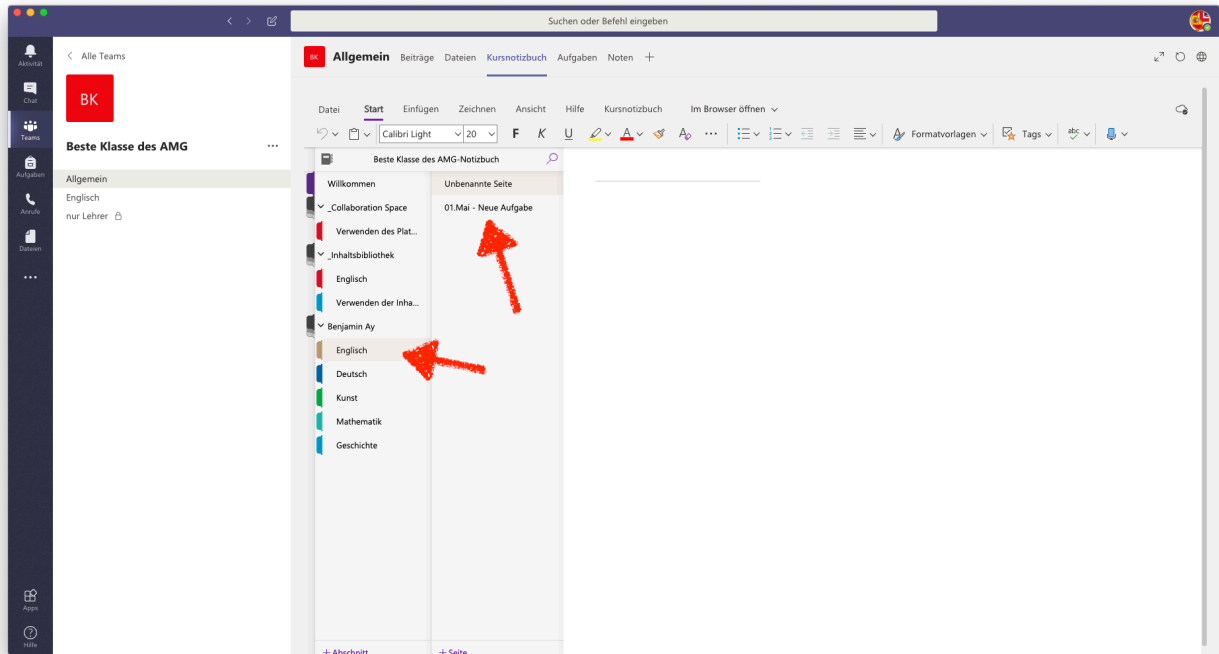 Suchen oder Befehl eingeben
Aktivität
Chat
Teams
Aufgaben
Anrufe
Dateien
Apps
Hilfe
Alle Teams
BK
Beste Klasse des AMG
Allgemein
Englisch
nur Lehrer
BK Allgemein Beiträge Dateien Kursnotizbuch Aufgaben Noten
Datei Start Einfügen Zeichnen Ansicht Hilfe Kursnotizbuch Im Browser öffnen
Calibri Light 20 F K U A A Formatvorlagen Tags abc
Beste Klasse des AMG-Notizbuch
Willkommen
_Collaboration Space
Verwenden des Plat...
_Inhaltsbibliothek
Englisch
Verwenden der Inha...
Benjamin Ay
Englisch
Deutsch
Kunst
Mathematik
Geschichte
+ Abschnitt
Unbenannte Seite
01.Mai - Neue Aufgabe
+ Seite